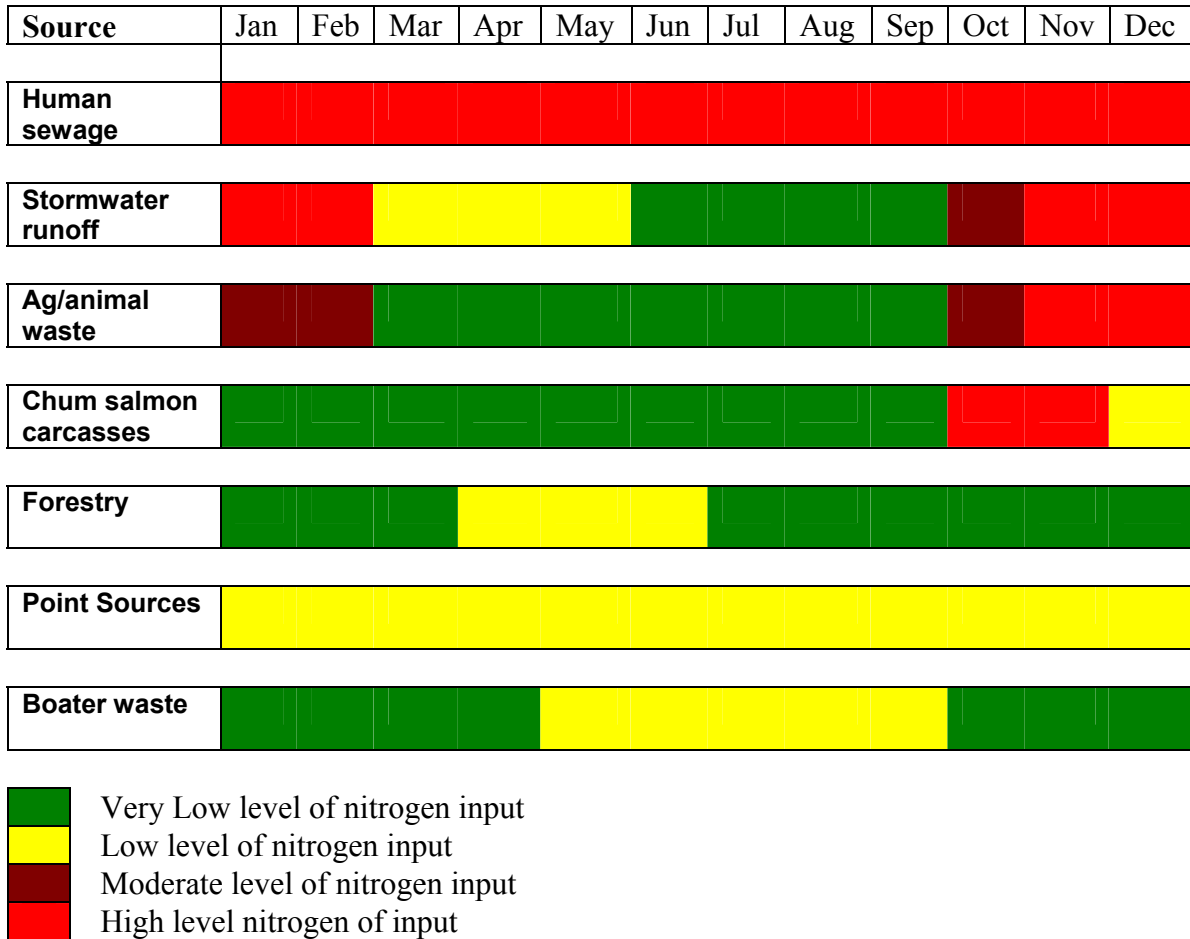 Source Jan Feb Mar Apr May Jun Jul Aug Sep Oct Nov Dec
Human
sewage
Stormwater
runoff
Ag/animal
waste
Chum salmon
carcasses
Forestry
Point Sources
Boater waste
Very Low level of nitrogen input
Low level of nitrogen input
Moderate level of nitrogen input
High level nitrogen of input